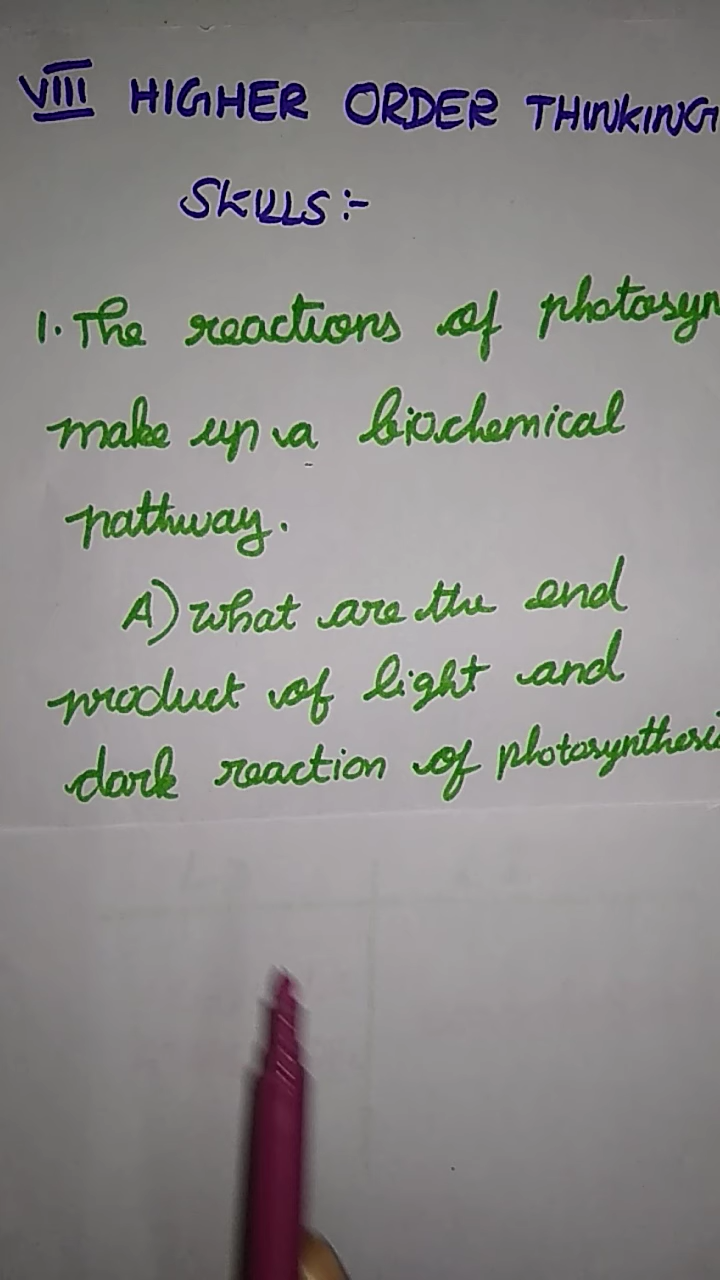 VIII HIGHER ORDER THINKING
SKILLS:-
1. The reactions of photosyn
make up a biochemical
pathway.
A) what are the end
product of light and
dark reaction of photosynthesis